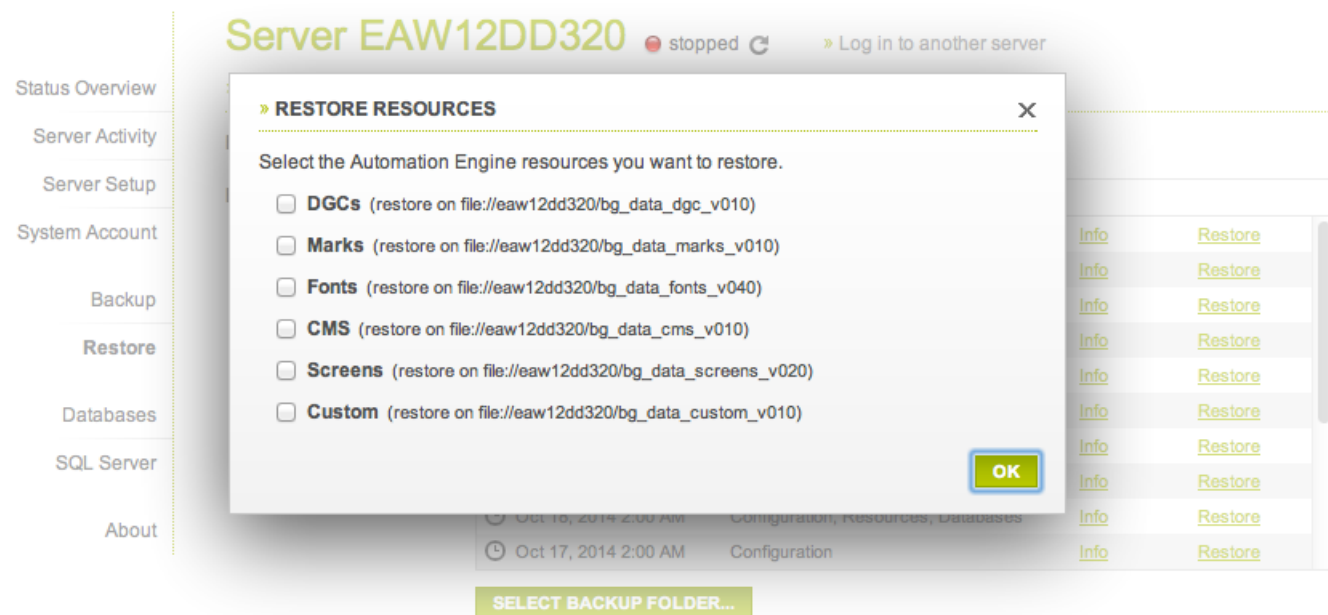 Server EAW12DD320 stopped » Log in to another server
Status Overview
Server Activity
Server Setup
System Account
Backup
Restore
Databases
SQL Server
About
» RESTORE RESOURCES
Select the Automation Engine resources you want to restore.
DGCs (restore on file://eaw12dd320/bg_data_dgc_v010)
Marks (restore on file://eaw12dd320/bg_data_marks_v010)
Fonts (restore on file://eaw12dd320/bg_data_fonts_v040)
CMS (restore on file://eaw12dd320/bg_data_cms_v010)
Screens (restore on file://eaw12dd320/bg_data_screens_v020)
Custom (restore on file://eaw12dd320/bg_data_custom_v010)
OK
Info Restore
Info Restore
Info Restore
Info Restore
Info Restore
Info Restore
Info Restore
Info Restore
Oct 16, 2014 2:00 AM Configuration, Resources, Databases Info Restore
Oct 17, 2014 2:00 AM Configuration Info Restore
SELECT BACKUP FOLDER...